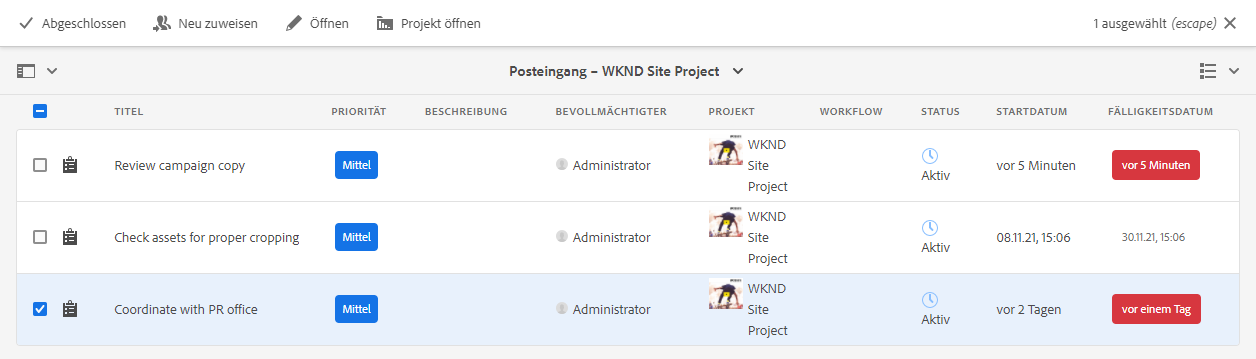 Abgeschlossen Neu zuweisen Öffnen Projekt öffnen 1 ausgewählt (escape)
Posteingang – WKND Site Project
TITEL PRIORITÄT BESCHREIBUNG BEVOLLMÄCHTIGTER PROJEKT WORKFLOW STATUS STARTDATUM FÄLLIGKEITSDATUM
Review campaign copy Mittel Administrator WKND Site Project Aktiv vor 5 Minuten vor 5 Minuten
Check assets for proper cropping Mittel Administrator WKND Site Project Aktiv 08.11.21, 15:06 30.11.21, 15:06
Coordinate with PR office Mittel Administrator WKND Site Project Aktiv vor 2 Tagen vor einem Tag